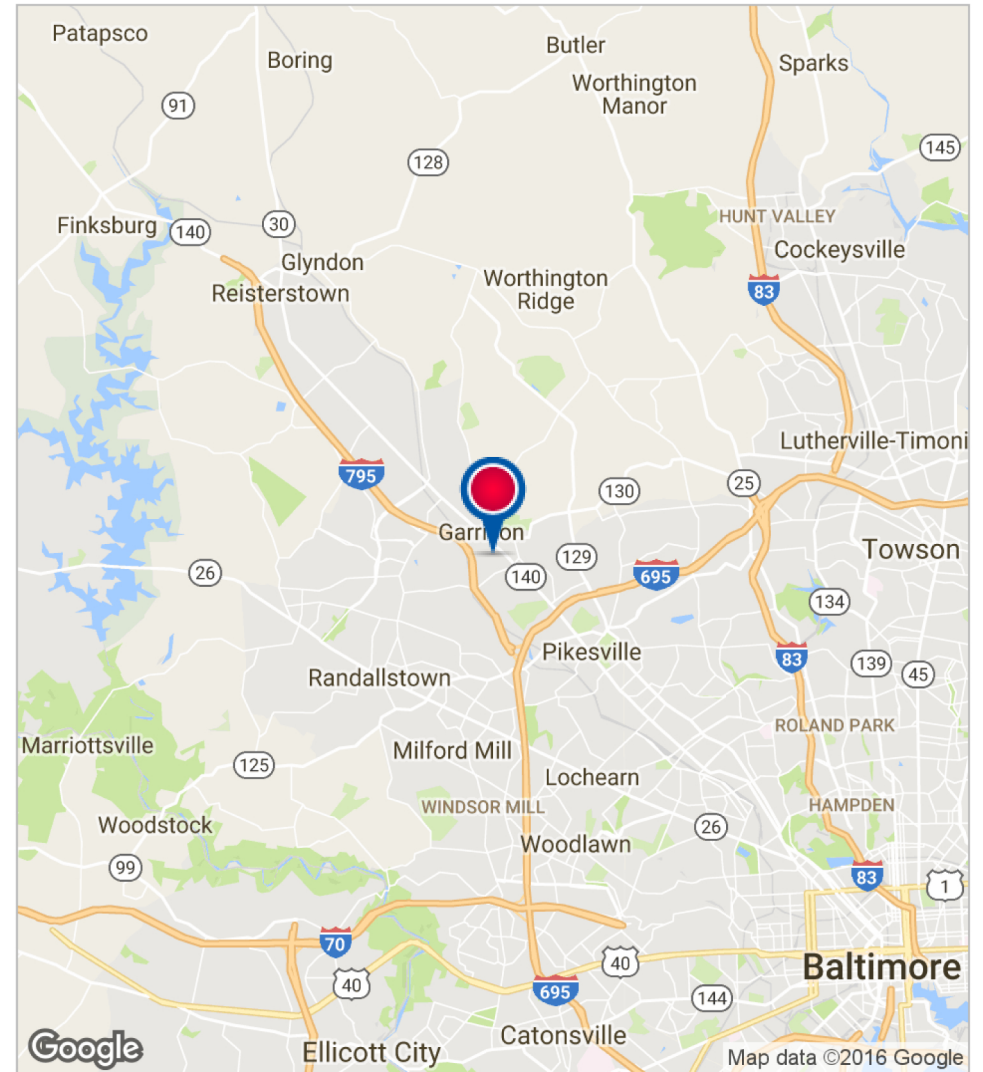 Patapsco
Boring
Butler
Sparks
Worthington
Manor
91
128
145
Finksburg
140
30
HUNT VALLEY
Cockeysville
Glyndon
Reisterstown
Worthington
Ridge
83
Lutherville-Timoni
795
25
130
Garrison
129
Towson
26
140
695
134
Pikesville
83
139
45
Randallstown
ROLAND PARK
Marriottsville
Milford Mill
125
Lochearn
WINDSOR MILL
HAMPDEN
Woodstock
26
Woodlawn
99
83
1
70
40
40
Baltimore
695
144
Catonsville
Google
Ellicott City
Map data ©2016 Google